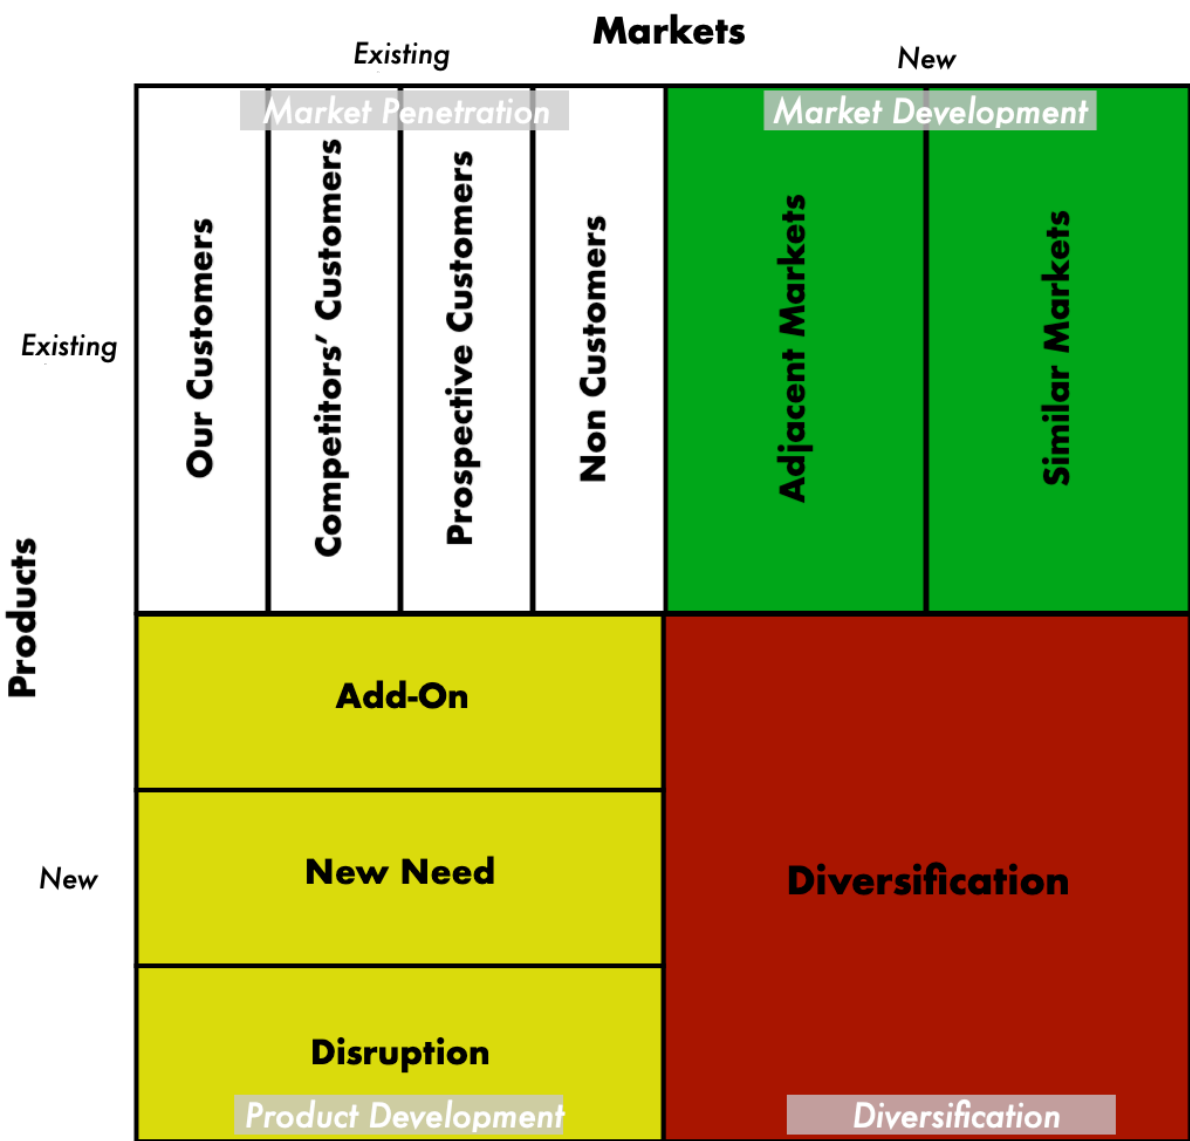 Markets
Existing
New
Market Penetration
Market Development
Our Customers
Competitors’ Customers
Prospective Customers
Non Customers
Adjacent Markets
Similar Markets
Existing
Products
Add-On
New Need
New
Diversification
Disruption
Product Development
Diversification